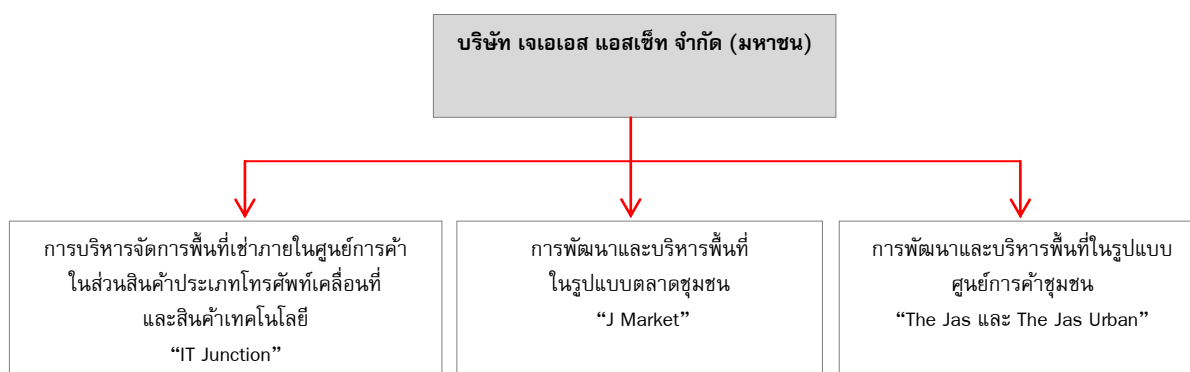 บริษัท เจเอเอส แอสเซ็ท จำกัด (มหาชน)
การบริหารจัดการพื้นที่เช่าภายในศูนย์การค้า
ในส่วนสินค้าประเภทโทรศัพท์เคลื่อนที่
และสินค้าเทคโนโลยี
“IT Junction”
การพัฒนาและบริหารพื้นที่
ในรูปแบบตลาดชุมชน
“J Market”
การพัฒนาและบริหารพื้นที่ในรูปแบบ
ศูนย์การค้าชุมชน
“The Jas และ The Jas Urban”